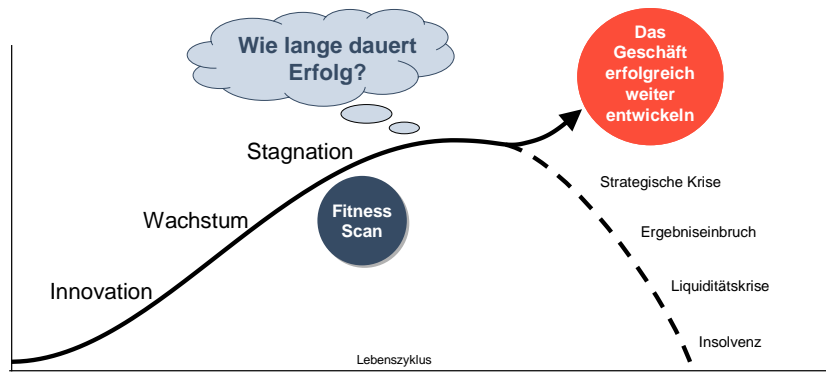 Wie lange dauert
Erfolg?
Das
Geschäft
erfolgreich
weiter
entwickeln
Stagnation
Strategische Krise
Wachstum
Fitness
Scan
Ergebniseinbruch
Innovation
Liquiditätskrise
Insolvenz
Lebenszyklus